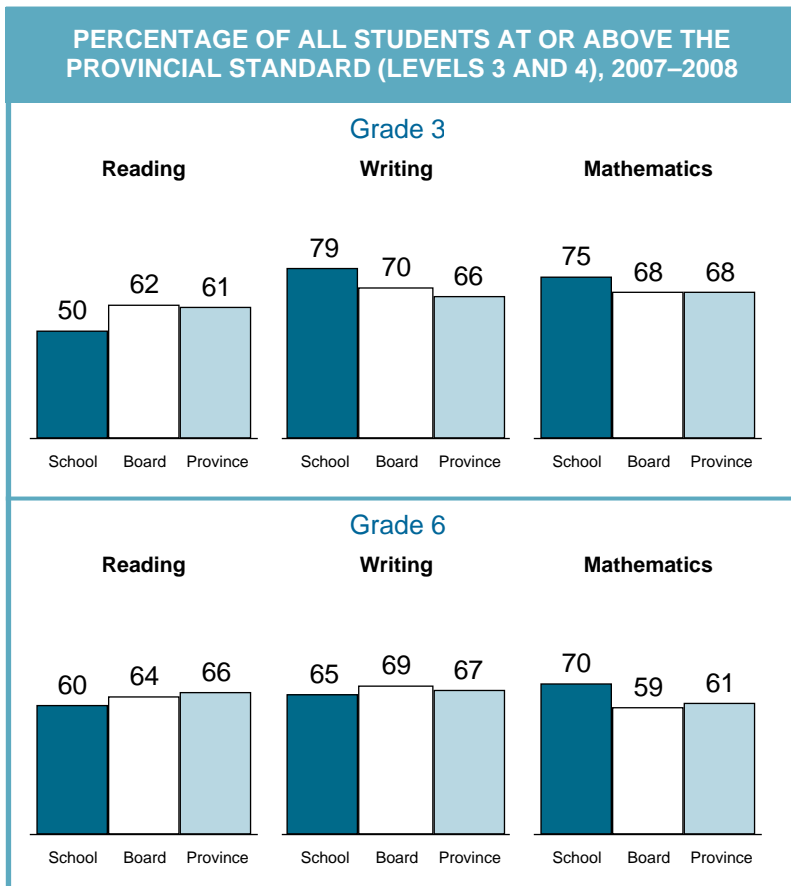 PERCENTAGE OF ALL STUDENTS AT OR ABOVE THE
PROVINCIAL STANDARD (LEVELS 3 AND 4), 2007–2008
Grade 3
Reading Writing Mathematics
50 62 61 79 70 66 75 68 68
School Board Province School Board Province School Board Province
Grade 6
Reading Writing Mathematics
60 64 66 65 69 67 70 59 61
School Board Province School Board Province School Board Province